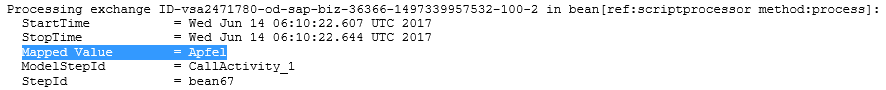 Processing exchange ID-vsa2471780-od-sap-biz-36366-1497339957532-100-2 in bean[ref:scriptprocessor method:process]:
StartTime = Wed Jun 14 06:10:22.607 UTC 2017
StopTime = Wed Jun 14 06:10:22.644 UTC 2017
Mapped Value = Apfel
ModelStepId = CallActivity_1
StepId = bean67